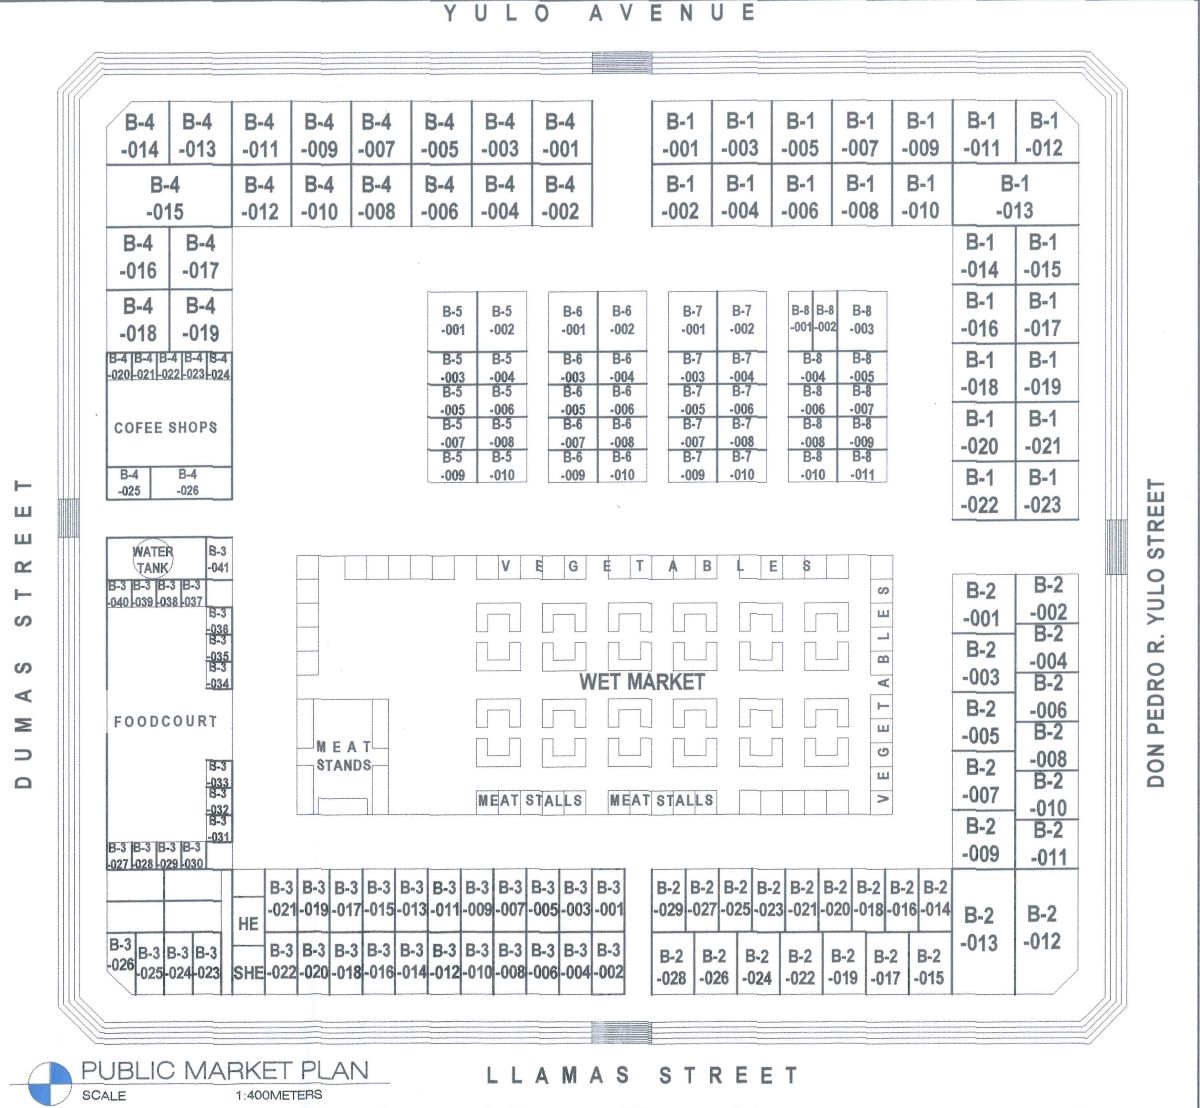 YULO AVENUE
B-4 B-4 B-4 B-4 B-4 B-4 B-4 B-4 B-1 B-1 B-1 B-1 B-1 B-1 B-1
-014 -013 -011 -009 -007 -005 -003 -001 -001 -003 -005 -007 -009 -011 -012
B-4 B-4 B-4 B-4 B-4 B-4 B-4 B-1 B-1 B-1 B-1 B-1 B-1
-015 -012 -010 -008 -006 -004 -002 -002 -004 -006 -008 -010 -013
B-4 B-4
-016 -017
B-4 B-4
-018 -019
B-4 B-4 B-4 B-4 B-4
-020 -021 -022 -023 -024
COFEE SHOPS
B-4 B-4
-025 -026
B-5 B-5 B-6 B-6 B-7 B-7 B-8 B-8 B-8
-001 -002 -001 -002 -001 -002 -001 -002 -003
B-5 B-5 B-6 B-6 B-7 B-7 B-8 B-8
-003 -004 -003 -004 -003 -004 -004 -005
B-5 B-5 B-6 B-6 B-7 B-7 B-8 B-8
-005 -006 -005 -006 -005 -006 -006 -007
B-5 B-5 B-6 B-6 B-7 B-7 B-8 B-8
-007 -008 -007 -008 -007 -008 -008 -009
B-5 B-5 B-6 B-6 B-7 B-7 B-8 B-8
-009 -010 -009 -010 -009 -010 -010 -011
B-1 B-1
-014 -015
B-1 B-1
-016 -017
B-1 B-1
-018 -019
B-1 B-1
-020 -021
B-1 B-1
-022 -023
DUMAS STREET
DON PEDRO R. YULO STREET
WATER
TANK
B-3
-041
B-3 B-3 B-3 B-3
-040 -039 -038 -037
B-3
-036
B-3
-035
B-3
-034
FOODCOURT
B-3
-033
B-3
-032
B-3
-031
B-3 B-3 B-3 B-3
-027 -028 -029 -030
VEGETABLES
VEGETABLES
WET MARKET
MEAT
STANDS
MEAT STALLS MEAT STALLS
B-2 B-2
-001 -002
B-2 B-2
-003 -004
B-2 B-2
-005 -006
B-2 B-2
-007 -008
B-2 B-2
-009 -010
B-2
-011
B-3 B-3 B-3 B-3 B-3 B-3 B-3 B-3 B-3 B-3 B-3 B-2 B-2 B-2 B-2 B-2 B-2 B-2 B-2 B-2
-021 -019 -017 -015 -013 -011 -009 -007 -005 -003 -001 -029 -027 -025 -023 -021 -020 -018 -016 -014
HE
B-2 B-2
-013 -012
B-3 B-3 B-3 B-3
-026 -025 -024 -023
SHE
B-3 B-3 B-3 B-3 B-3 B-3 B-3 B-3 B-3 B-3 B-3 B-2 B-2 B-2 B-2 B-2 B-2 B-2
-022 -020 -018 -016 -014 -012 -010 -008 -006 -004 -002 -028 -026 -024 -022 -019 -017 -015
LLAMAS STREET
PUBLIC MARKET PLAN
SCALE 1:400METERS